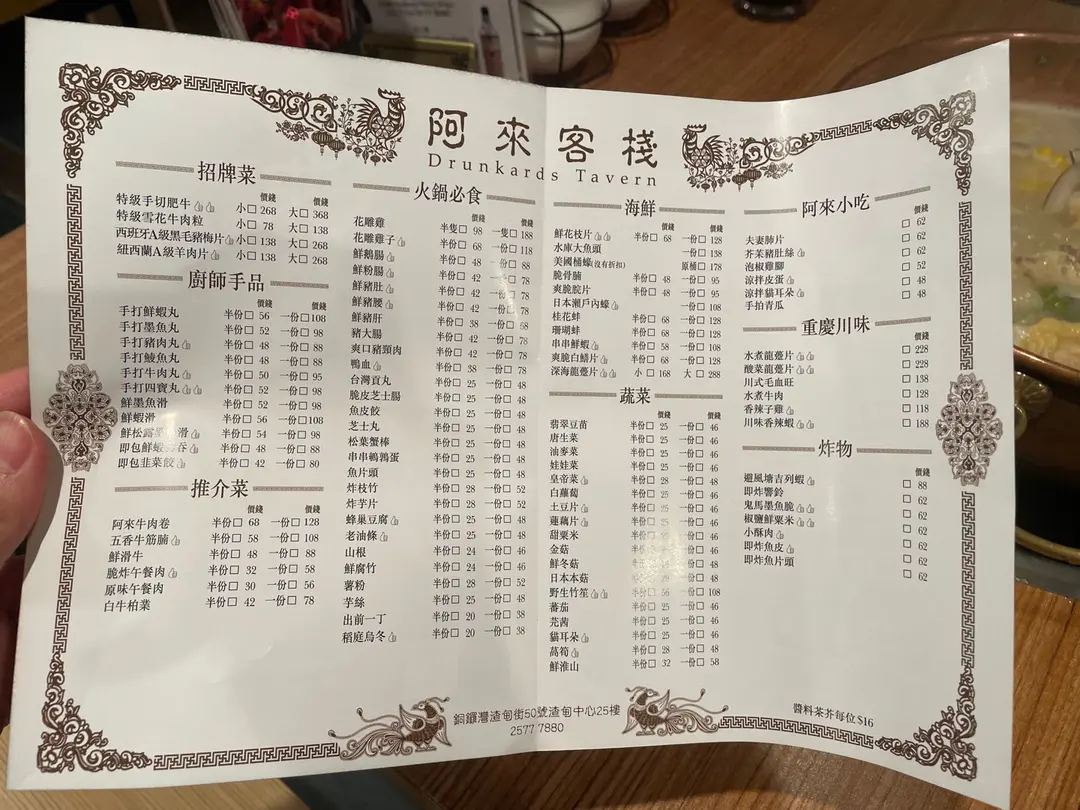 阿來客棧
Drunkards Tavern
招牌菜
價錢 價錢
特級手切肥牛 小□ 268 大□ 368
特級雪花牛肉粒 小□ 78 大□ 138
西班牙A級黑毛豬梅片 小□ 138 大□ 268
紐西蘭A級羊肉片 小□ 138 大□ 268
廚師手品
價錢 價錢
手打鮮蝦丸 半份□ 56 一份□108
手打墨魚丸 半份□ 52 一份□ 98
手打豬肉丸 半份□ 48 一份□ 88
手打鯪魚丸 半份□ 48 一份□ 88
手打牛肉丸 半份□ 50 一份□ 95
手打四寶丸 半份□ 52 一份□ 98
鮮墨魚滑 半份□ 52 一份□ 98
鮮蝦滑 半份□ 56 一份□108
鮮松露 滑 半份□ 54 一份□ 98
即包鮮蝦 吞 半份□ 48 一份□ 88
即包韭菜餃 半份□ 42 一份□ 80
推介菜
價錢 價錢
阿來牛肉卷 半份□ 68 一份□ 128
五香牛筋腩 半份□ 58 一份□ 108
鮮滑牛 半份□ 48 一份□ 88
脆炸午餐肉 半份□ 32 一份□ 58
原味午餐肉 半份□ 30 一份□ 56
白牛柏葉 半份□ 42 一份□ 78
火鍋必食
價錢 價錢
花雕雞 半隻□ 98 一隻□ 188
花雕雞子 半份□ 68 一份□ 118
鮮鵝腸 半份□ 48 一份□ 88
鮮粉腸 半份□ 42 一份□ 78
鮮豬肚 半份□ 42 一份□ 78
鮮豬膶 半份□ 42 一份□ 78
鮮豬肝 半份□ 38 一份□ 68
豬大腸 半份□ 42 一份□ 78
爽口豬頸肉 半份□ 42 一份□ 78
鴨血 半份□ 38 一份□ 78
台灣貢丸 半份□ 25 一份□ 48
脆皮芝士腸 半份□ 25 一份□ 48
魚皮餃 半份□ 25 一份□ 48
芝士丸 半份□ 25 一份□ 48
松葉蟹棒 半份□ 25 一份□ 48
串串鵪鶉蛋 半份□ 25 一份□ 48
魚片頭 半份□ 25 一份□ 48
炸枝竹 半份□ 28 一份□ 52
炸芋片 半份□ 28 一份□ 52
蜂巢豆腐 半份□ 25 一份□ 48
老油條 半份□ 25 一份□ 48
山根 半份□ 24 一份□ 46
鮮腐竹 半份□ 24 一份□ 46
薯粉 半份□ 28 一份□ 52
芋絲 半份□ 25 一份□ 48
出前一丁 半份□ 20 一份□ 38
稻庭烏冬 半份□ 20 一份□ 38
海鮮
價錢 價錢
鮮花枝片 半份□ 68 一份□ 128
水庫大魚頭 一份□ 138
美國桶蠔(沒有折扣) 原桶□ 178
脆骨腩 半份□ 48 一份□ 95
爽脆脘片 半份□ 48 一份□ 95
日本瀨戶內蠔 一份□ 108
桂花蚌 半份□ 68 一份□ 128
珊瑚蚌 半份□ 68 一份□ 128
串串鮮蝦 半份□ 58 一份□ 108
爽脆白鱔片 半份□ 68 一份□ 128
深海龍躉片 小 □ 168 大 □ 288
蔬菜
價錢 價錢
翡翠豆苗 半份□ 25 一份□ 46
唐生菜 半份□ 25 一份□ 46
油麥菜 半份□ 25 一份□ 46
娃娃菜 半份□ 25 一份□ 46
皇帝菜 半份□ 28 一份□ 48
白蘿蔔 半份□ 25 一份□ 46
土豆片 半份□ 25 一份□ 46
蓮藕片 半份□ 25 一份□ 46
甜粟米 半份□ 25 一份□ 46
金菇 半份□ 25 一份□ 46
鮮冬菇 一份□ 46
日本本菇 一份□ 46
野生竹笙 半份□ 56 一份□ 108
蕃茄 半份□ 25 一份□ 46
芫茜 半份□ 25 一份□ 46
貓耳朵 半份□ 25 一份□ 46
萵筍 半份□ 28 一份□ 48
鮮淮山 半份□ 32 一份□ 58
阿來小吃
價錢
夫妻肺片 □ 62
芥茉豬肚絲 □ 62
泡椒雞腳 □ 62
涼拌皮蛋 □ 52
涼拌貓耳朵 □ 48
手拍青瓜 □ 48
重慶川味
價錢
水煮龍躉片 □ 228
酸菜龍躉片 □ 228
川式毛血旺 □ 138
水煮牛肉 □ 128
香辣子雞 □ 118
川味香辣蝦 □ 188
炸物
價錢
避風塘吉列蝦 □ 88
即炸響鈴 □ 62
鬼馬墨魚脆 □ 62
椒鹽鮮粟米 □ 62
小酥肉 □ 62
即炸魚皮 □ 62
即炸魚片頭 □ 62
醬料茶芥每位 $16
銅鑼灣渣甸街50號渣甸中心25樓
2577 7880